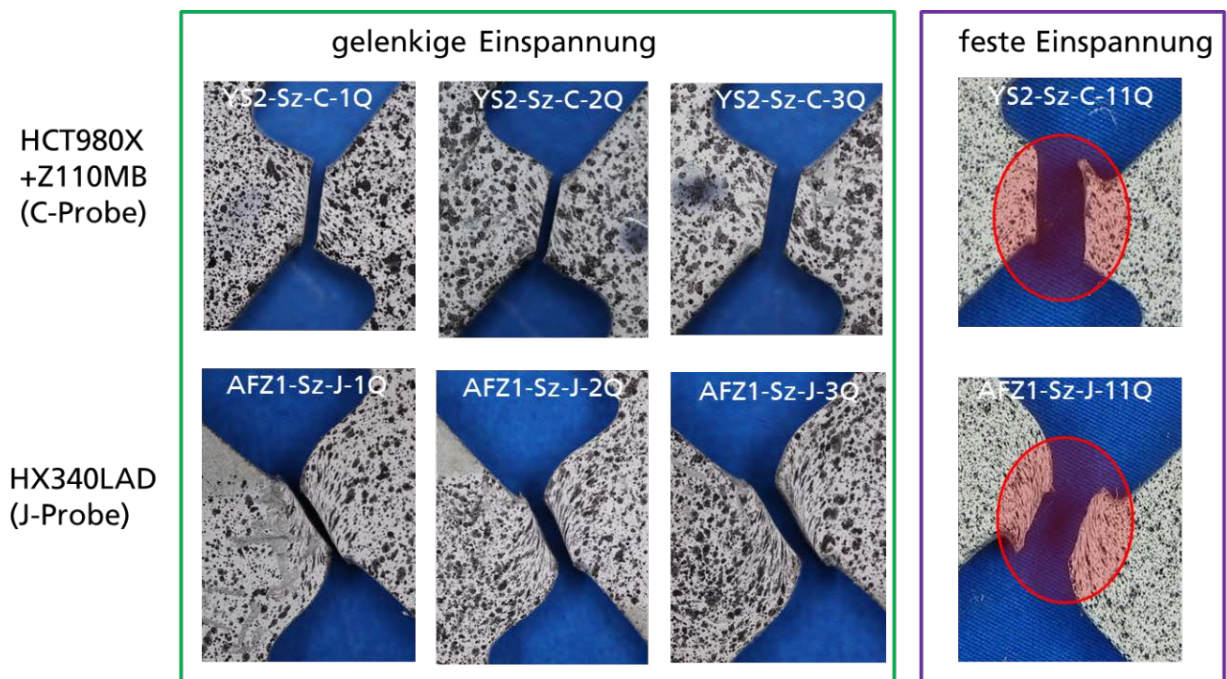 gelenkige Einspannung
feste Einspannung
HCT980X
+Z110MB
(C-Probe)
YS2-Sz-C-1Q
YS2-Sz-C-2Q
YS2-Sz-C-3Q
YS2-Sz-C-11Q
HX340LAD
(J-Probe)
AFZ1-Sz-J-1Q
AFZ1-Sz-J-2Q
AFZ1-Sz-J-3Q
AFZ1-Sz-J-11Q